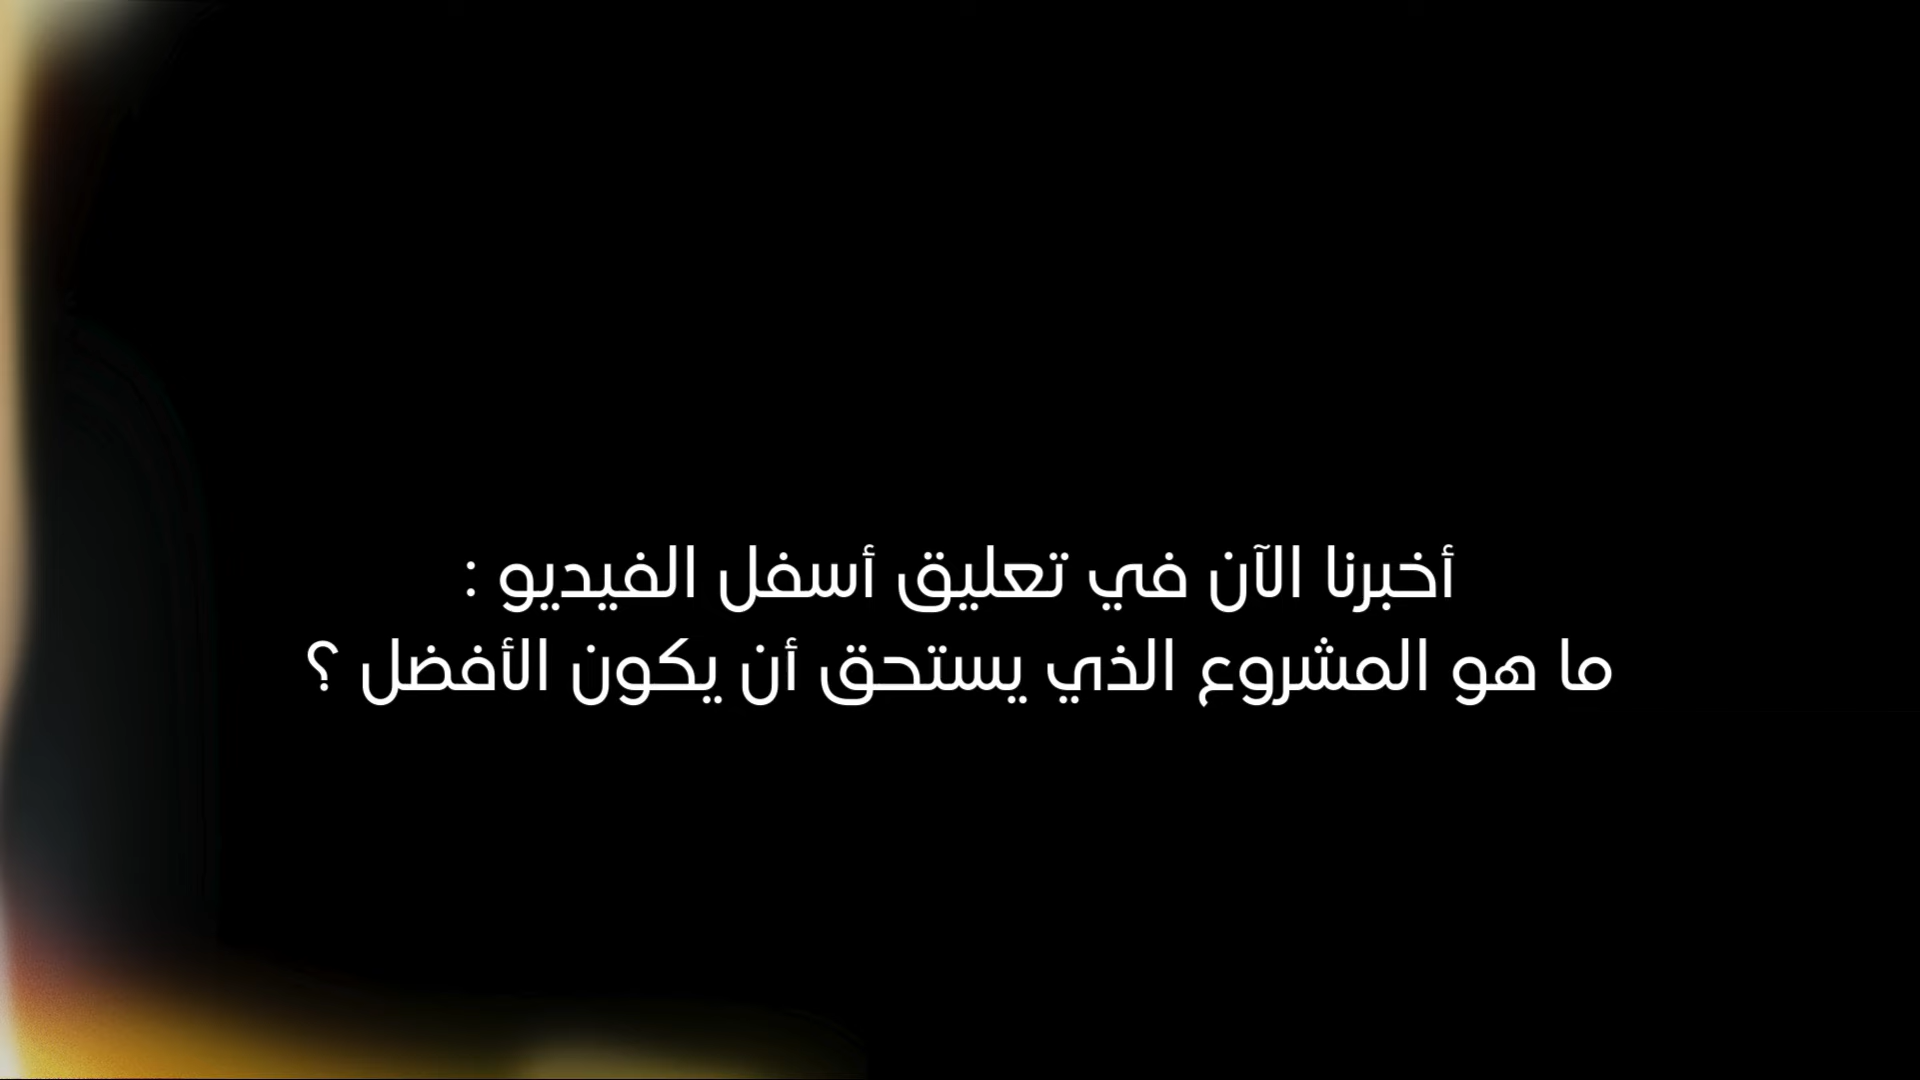 أخبرنا الآن في تعليق أسفل الفيديو :
ما هو المشروع الذي يستحق أن يكون الأفضل ؟